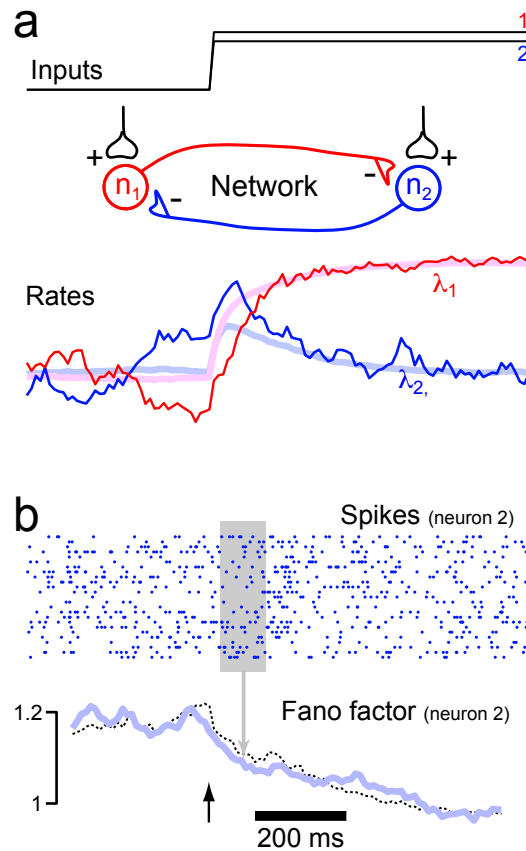 a
1
2
Inputs
+ +
n1 Network n2
- -
Rates
λ1
λ2,
b
Spikes (neuron 2)
Fano factor (neuron 2)
1.2
1
200 ms